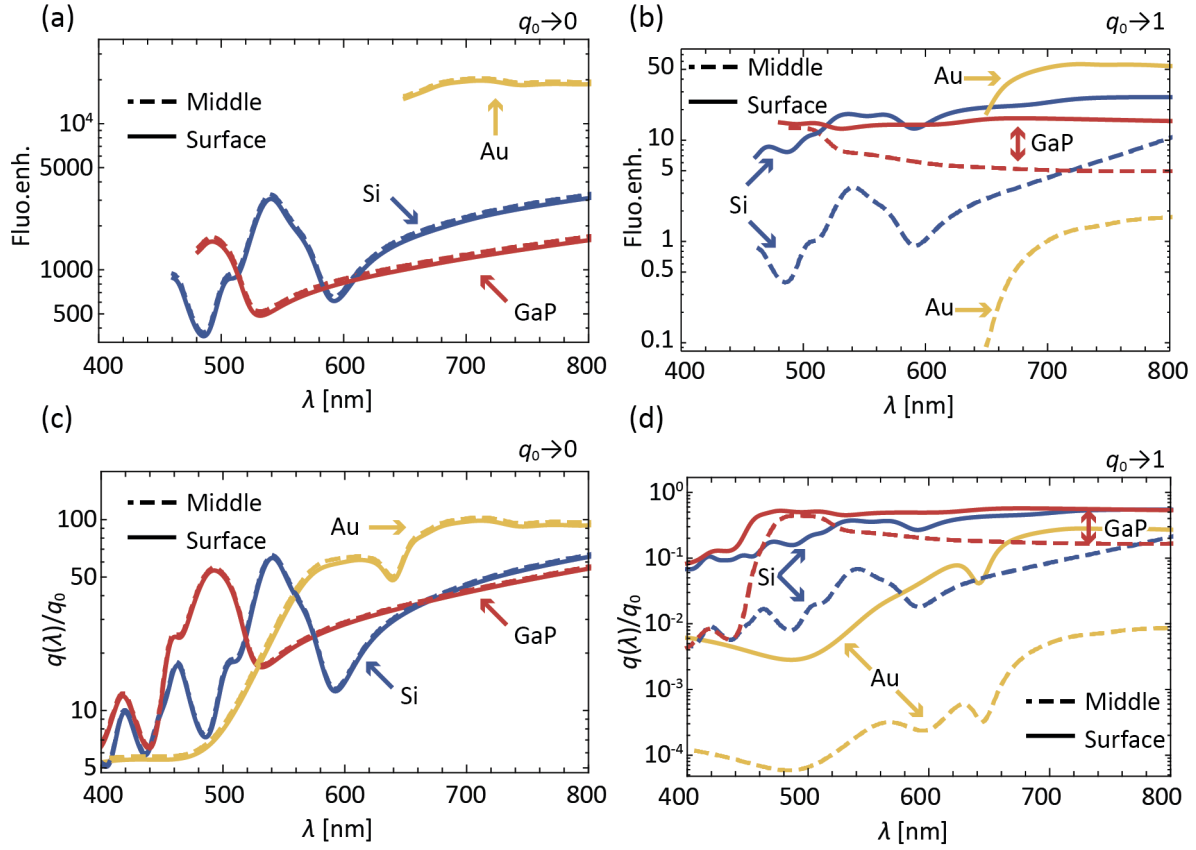 (a)
q₀→0
Fluo.enh.
10⁴
5000
1000
500
Middle
Surface
Au
Si
GaP
400
500
600
700
800
λ [nm]
(b)
q₀→1
Fluo.enh.
50
10
5
1
0.5
0.1
Middle
Surface
Au
GaP
Si
Au
400
500
600
700
800
λ [nm]
(c)
q₀→0
q(λ)/q₀
100
50
10
5
Middle
Surface
Au
GaP
Si
400
500
600
700
800
λ [nm]
(d)
q₀→1
q(λ)/q₀
10⁰
10⁻¹
10⁻²
10⁻³
10⁻⁴
GaP
Si
Au
Middle
Surface
400
500
600
700
800
λ [nm]